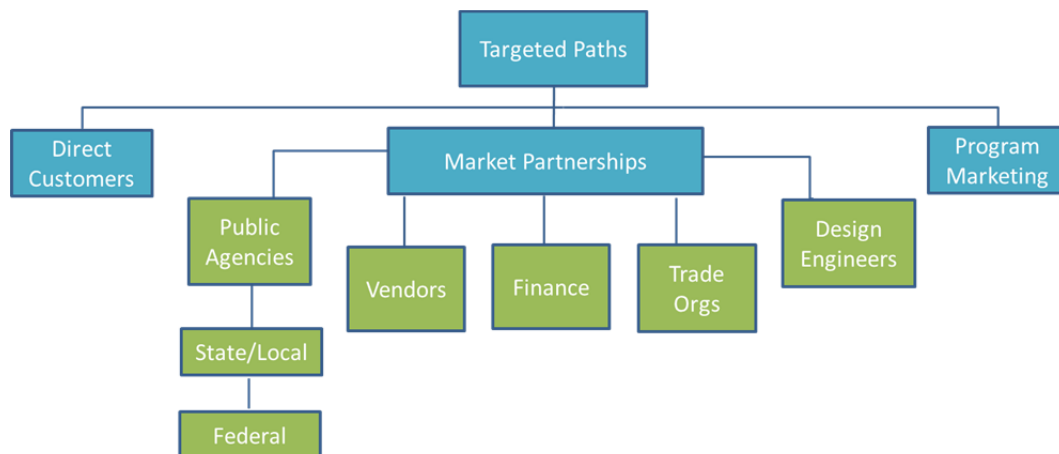 Targeted Paths
Direct
Customers
Market Partnerships
Program
Marketing
Public
Agencies
Vendors
Finance
Trade
Orgs
Design
Engineers
State/Local
Federal